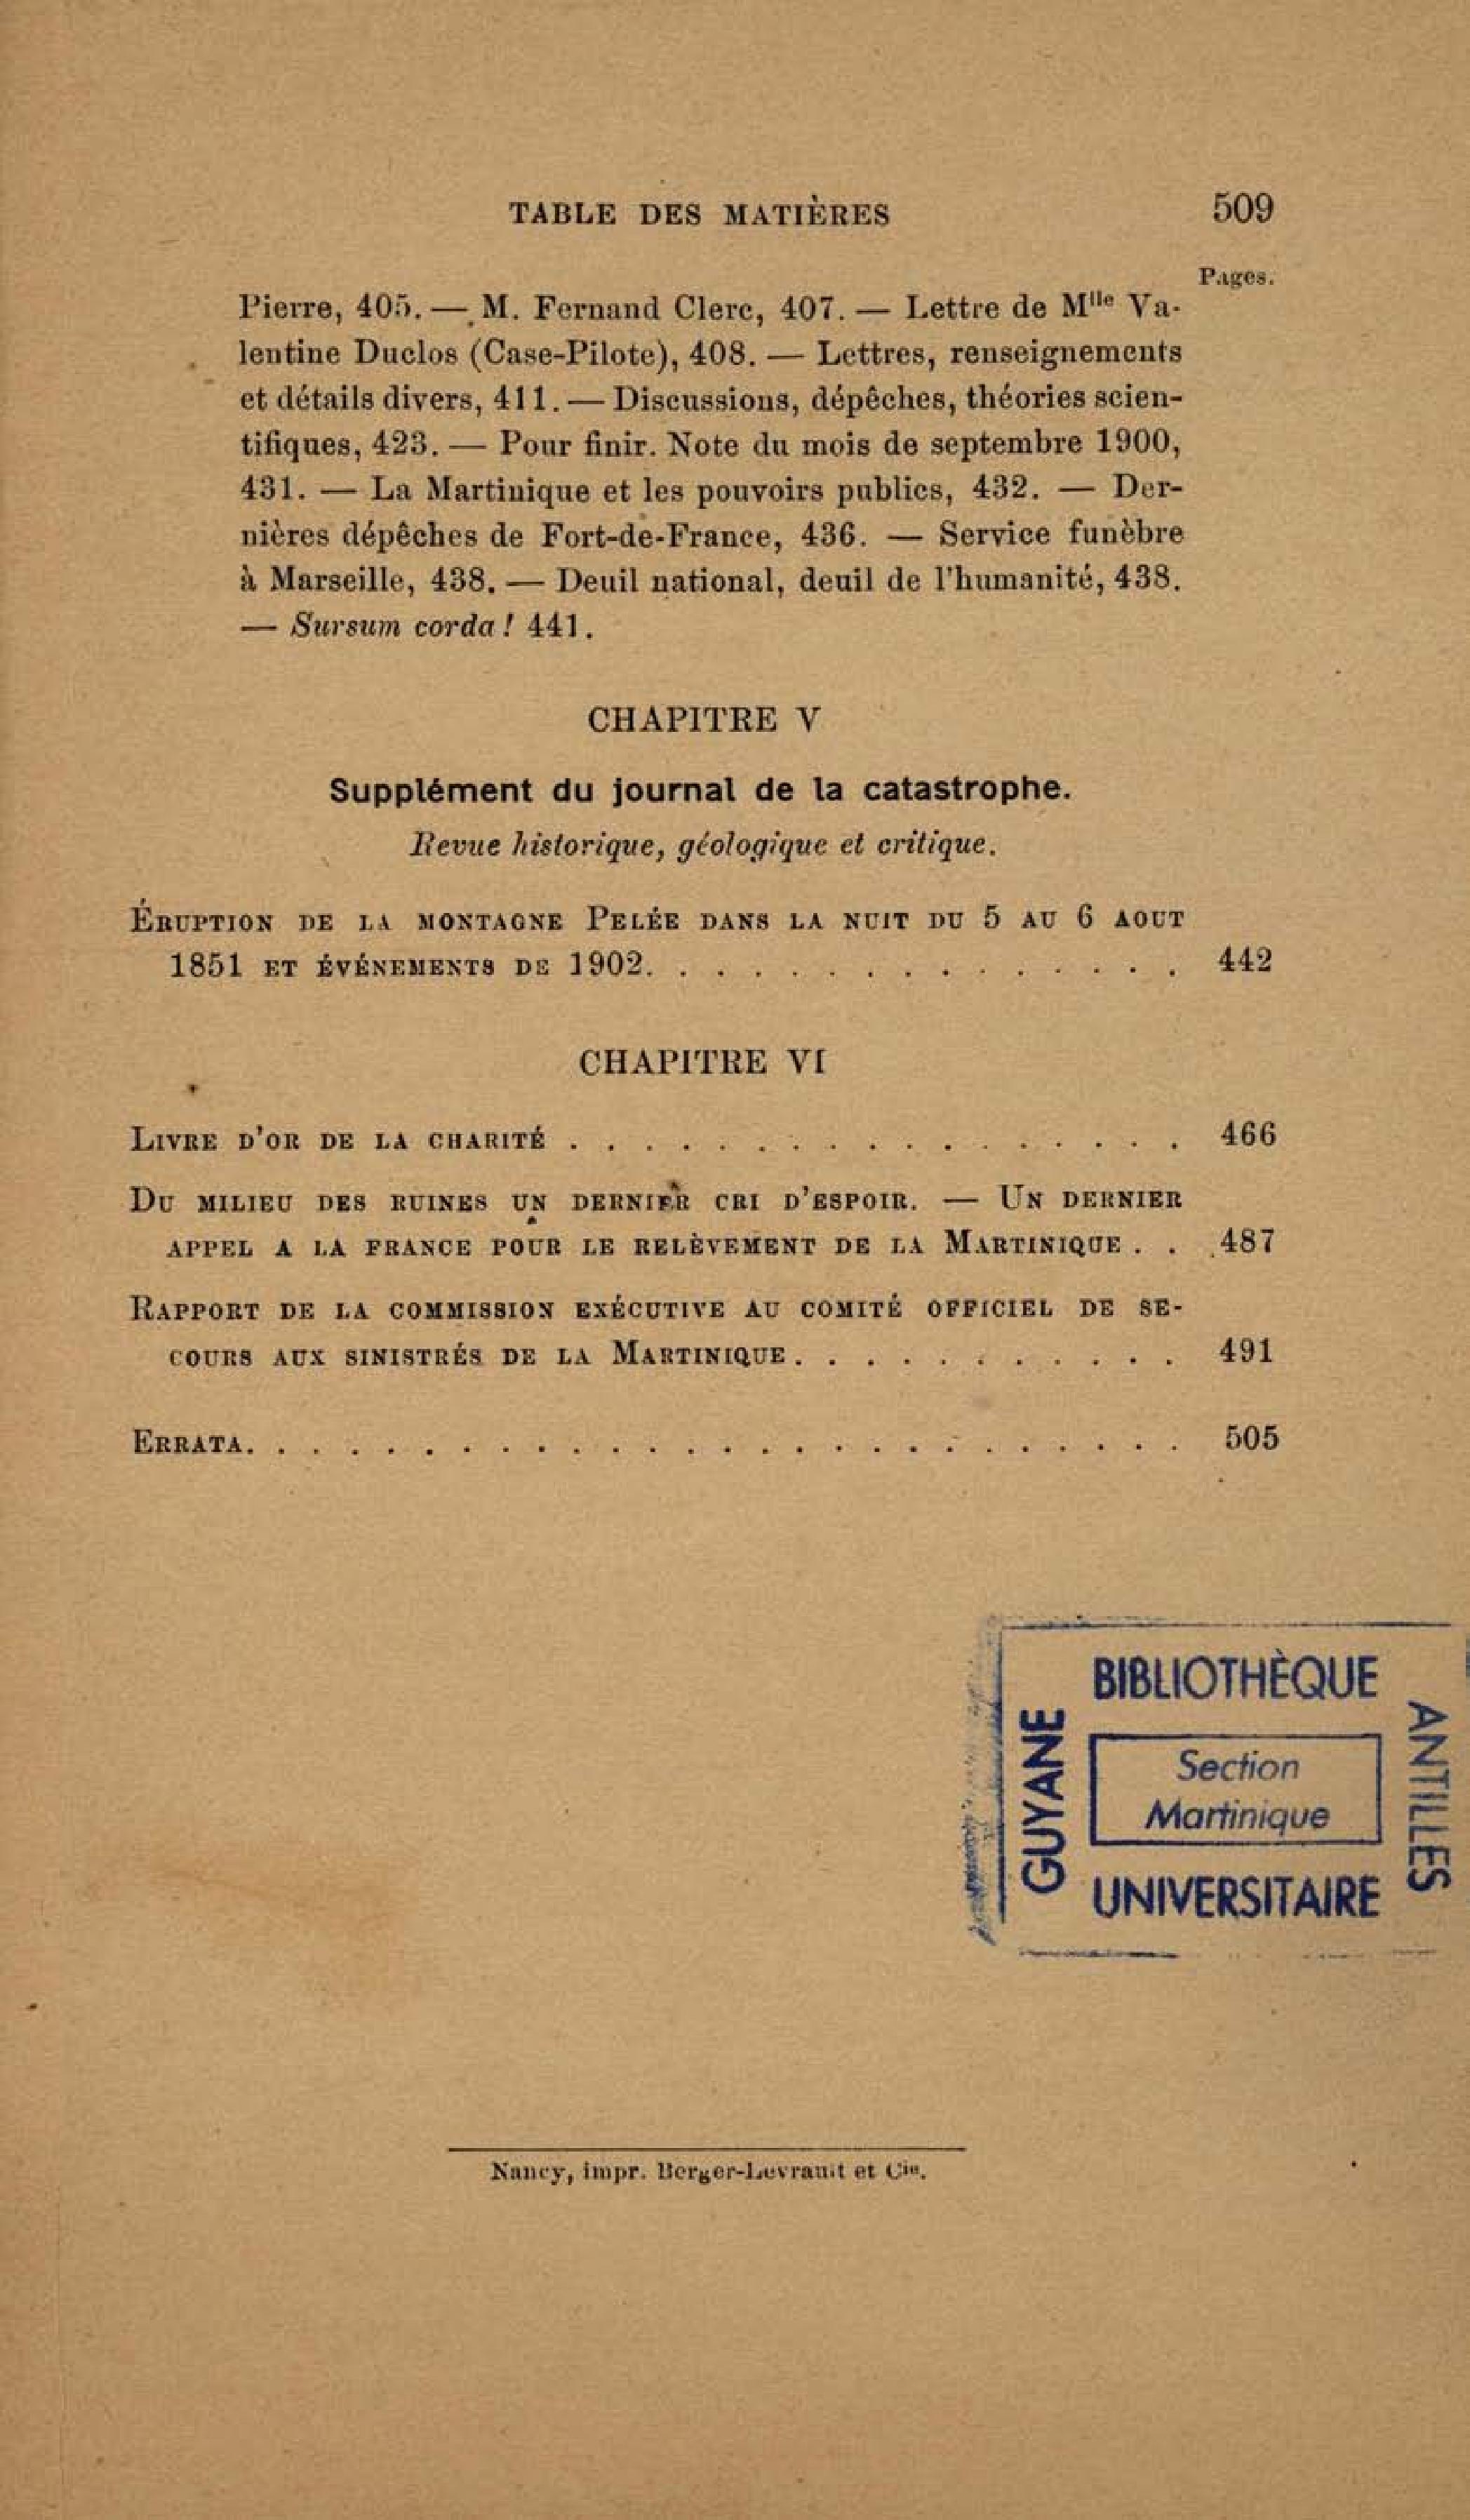 TABLE DES MATIÈRES 509
Pages.
Pierre, 405. — M. Fernand Clerc, 407. — Lettre de Mlle Va-
lentine Duclos (Case-Pilote), 408. — Lettres, renseignements
et détails divers, 411. — Discussions, dépêches, théories scien-
tifiques, 423. — Pour finir. Note du mois de septembre 1900,
431. — La Martinique et les pouvoirs publics, 432. — Der-
nières dépêches de Fort-de-France, 436. — Service funèbre
à Marseille, 438. — Deuil national, deuil de l'humanité, 438.
— Sursum corda ! 441.
CHAPITRE V
Supplément du journal de la catastrophe.
Revue historique, géologique et critique.
ÉRUPTION DE LA MONTAGNE PELÉE DANS LA NUIT DU 5 AU 6 AOUT
1851 ET ÉVÉNEMENTS DE 1902. . . . . . . . . . . . . . . 442
CHAPITRE VI
LIVRE D'OR DE LA CHARITÉ . . . . . . . . . . . . . . . . . 466
DU MILIEU DES RUINES UN DERNIER CRI D'ESPOIR. — UN DERNIER
APPEL A LA FRANCE POUR LE RELÈVEMENT DE LA MARTINIQUE . . 487
RAPPORT DE LA COMMISSION EXÉCUTIVE AU COMITÉ OFFICIEL DE SE-
COURS AUX SINISTRÉS DE LA MARTINIQUE. . . . . . . . . . . 491
ERRATA. . . . . . . . . . . . . . . . . . . . . . . . . . 505
BIBLIOTHÈQUE
GUYANE
Section
Martinique
ANTILLES
UNIVERSITAIRE
Nancy, impr. Berger-Levrault et Cie.